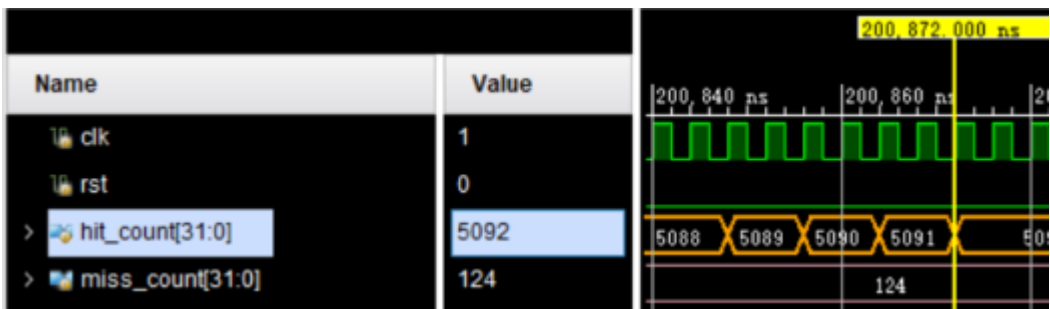 200,872.000 ns
Name Value
200,840 ns 200,860 ns
clk 1
rst 0
hit_count[31:0] 5092 5088 5089 5090 5091
miss_count[31:0] 124 124